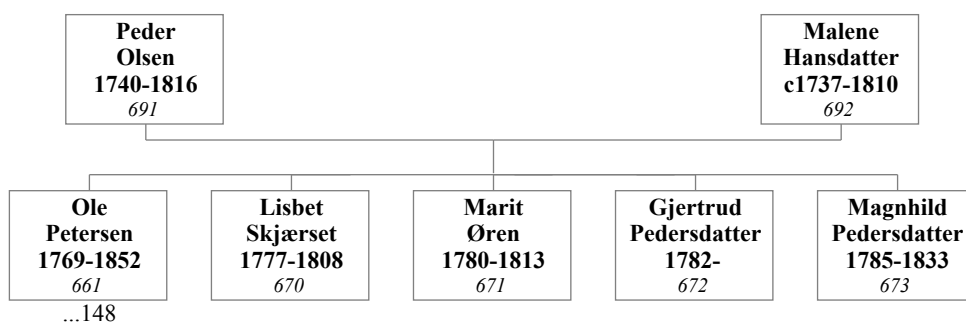 Peder
Olsen
1740-1816
691
Malene
Hansdatter
c1737-1810
692
Ole
Petersen
1769-1852
661
...148
Lisbet
Skjærset
1777-1808
670
Marit
Øren
1780-1813
671
Gjertrud
Pedersdatter
1782-
672
Magnhild
Pedersdatter
1785-1833
673